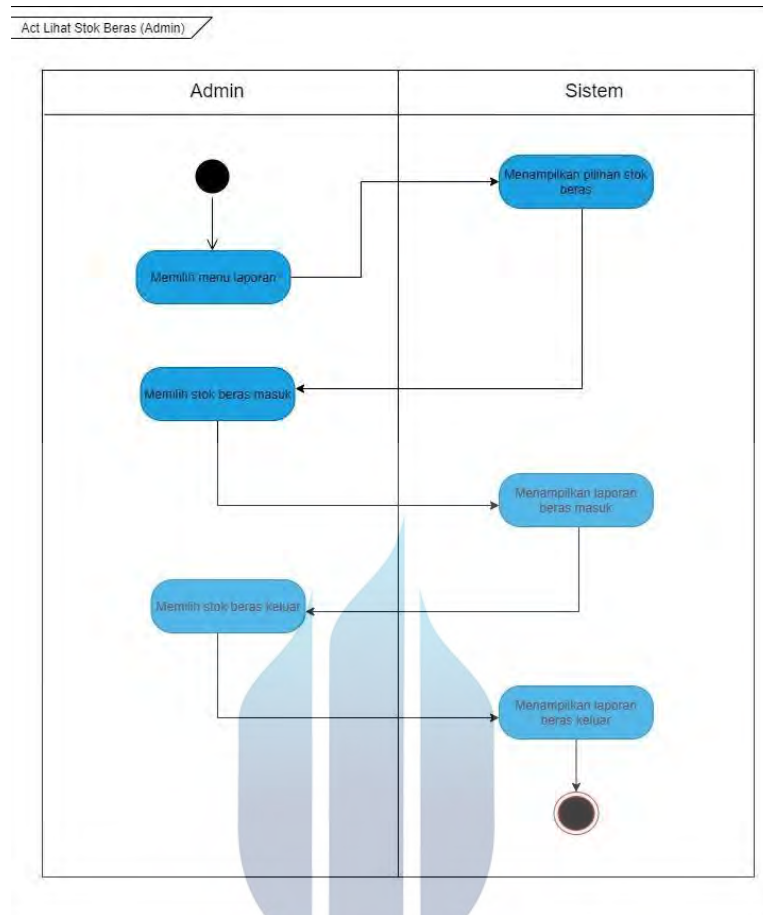 Act Lihat Stok Beras (Admin)
Admin
Sistem
Menampilkan pilihan stok
beras
Memilih menu laporan
Memilih stok beras masuk
Menampilkan laporan
beras masuk
Memilih stok beras keluar
Menampilkan laporan
beras keluar